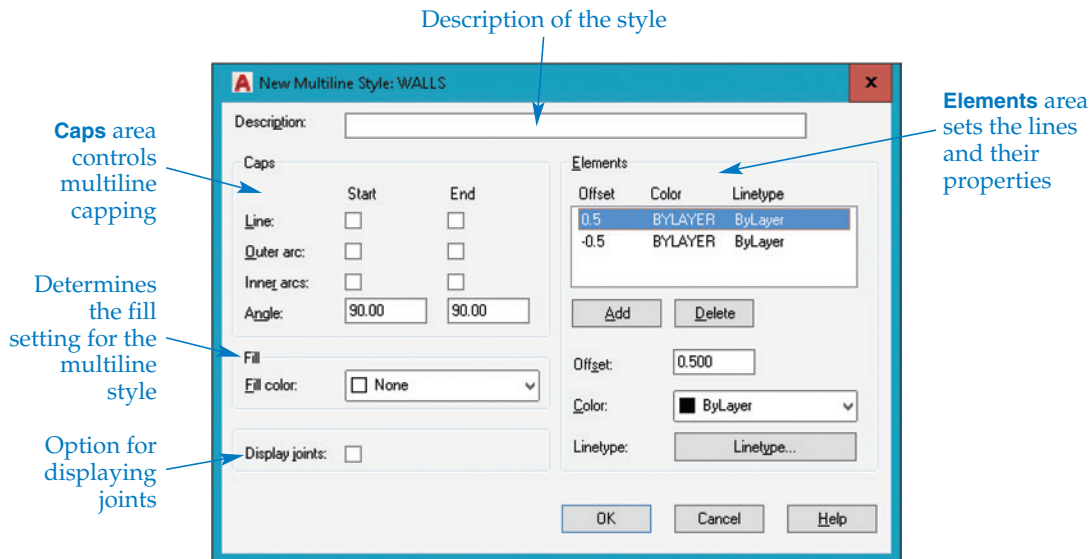 Description of the style
New Multiline Style: WALLS
x
Description:
Caps area
controls
multiline
capping
Elements area
sets the lines
and their
properties
Caps
Start End
Line:
Outer arc:
Inner arcs:
Angle: 90.00 90.00
Elements
Offset Color Linetype
0.5 BYLAYER ByLayer
-0.5 BYLAYER ByLayer
Add Delete
Determines
the fill
setting for the
multiline
style
Fill
Fill color: None
Offset: 0.500
Color: ByLayer
Linetype: Linetype...
Option for
displaying
joints
Display joints:
OK Cancel Help